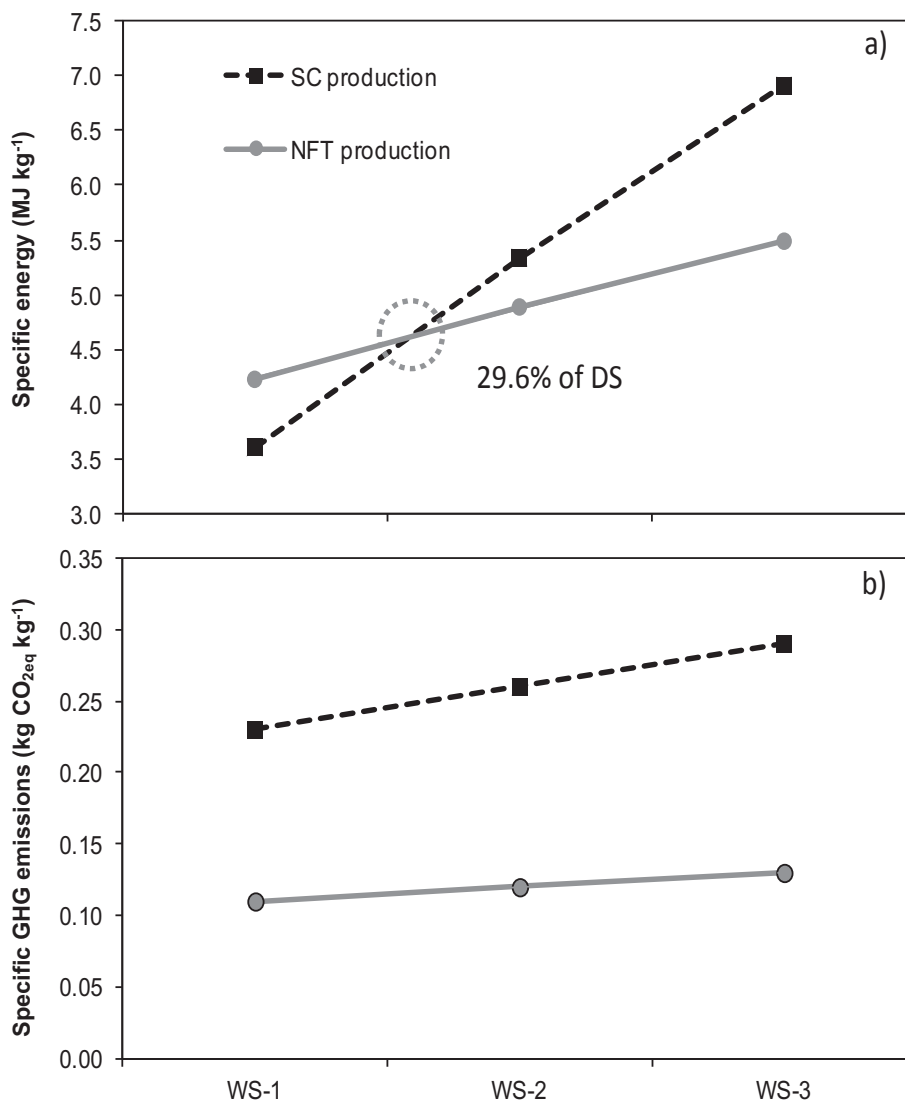 a)
SC production
NFT production
Specific energy (MJ kg⁻¹)
7.5
7.0
6.5
6.0
5.5
5.0
4.5
4.0
3.5
3.0
29.6% of DS
b)
Specific GHG emissions (kg CO₂eq kg⁻¹)
0.35
0.30
0.25
0.20
0.15
0.10
0.05
0.00
WS-1 WS-2 WS-3